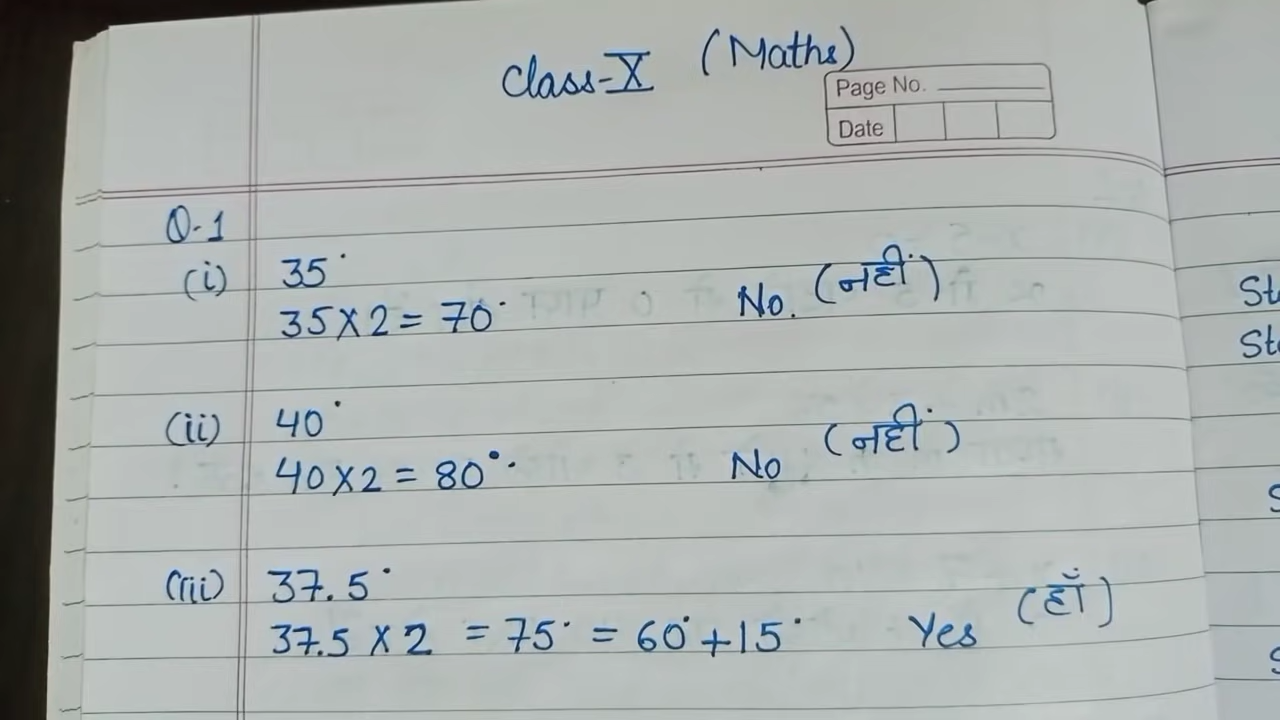 Class-X (Maths)
Page No.
Date
Q-1
(i) 35°
35×2 = 70° No. (नहीं)
(ii) 40°
40×2 = 80°. No (नहीं)
(iii) 37.5°
37.5 × 2 = 75° = 60°+15° Yes (हाँ)